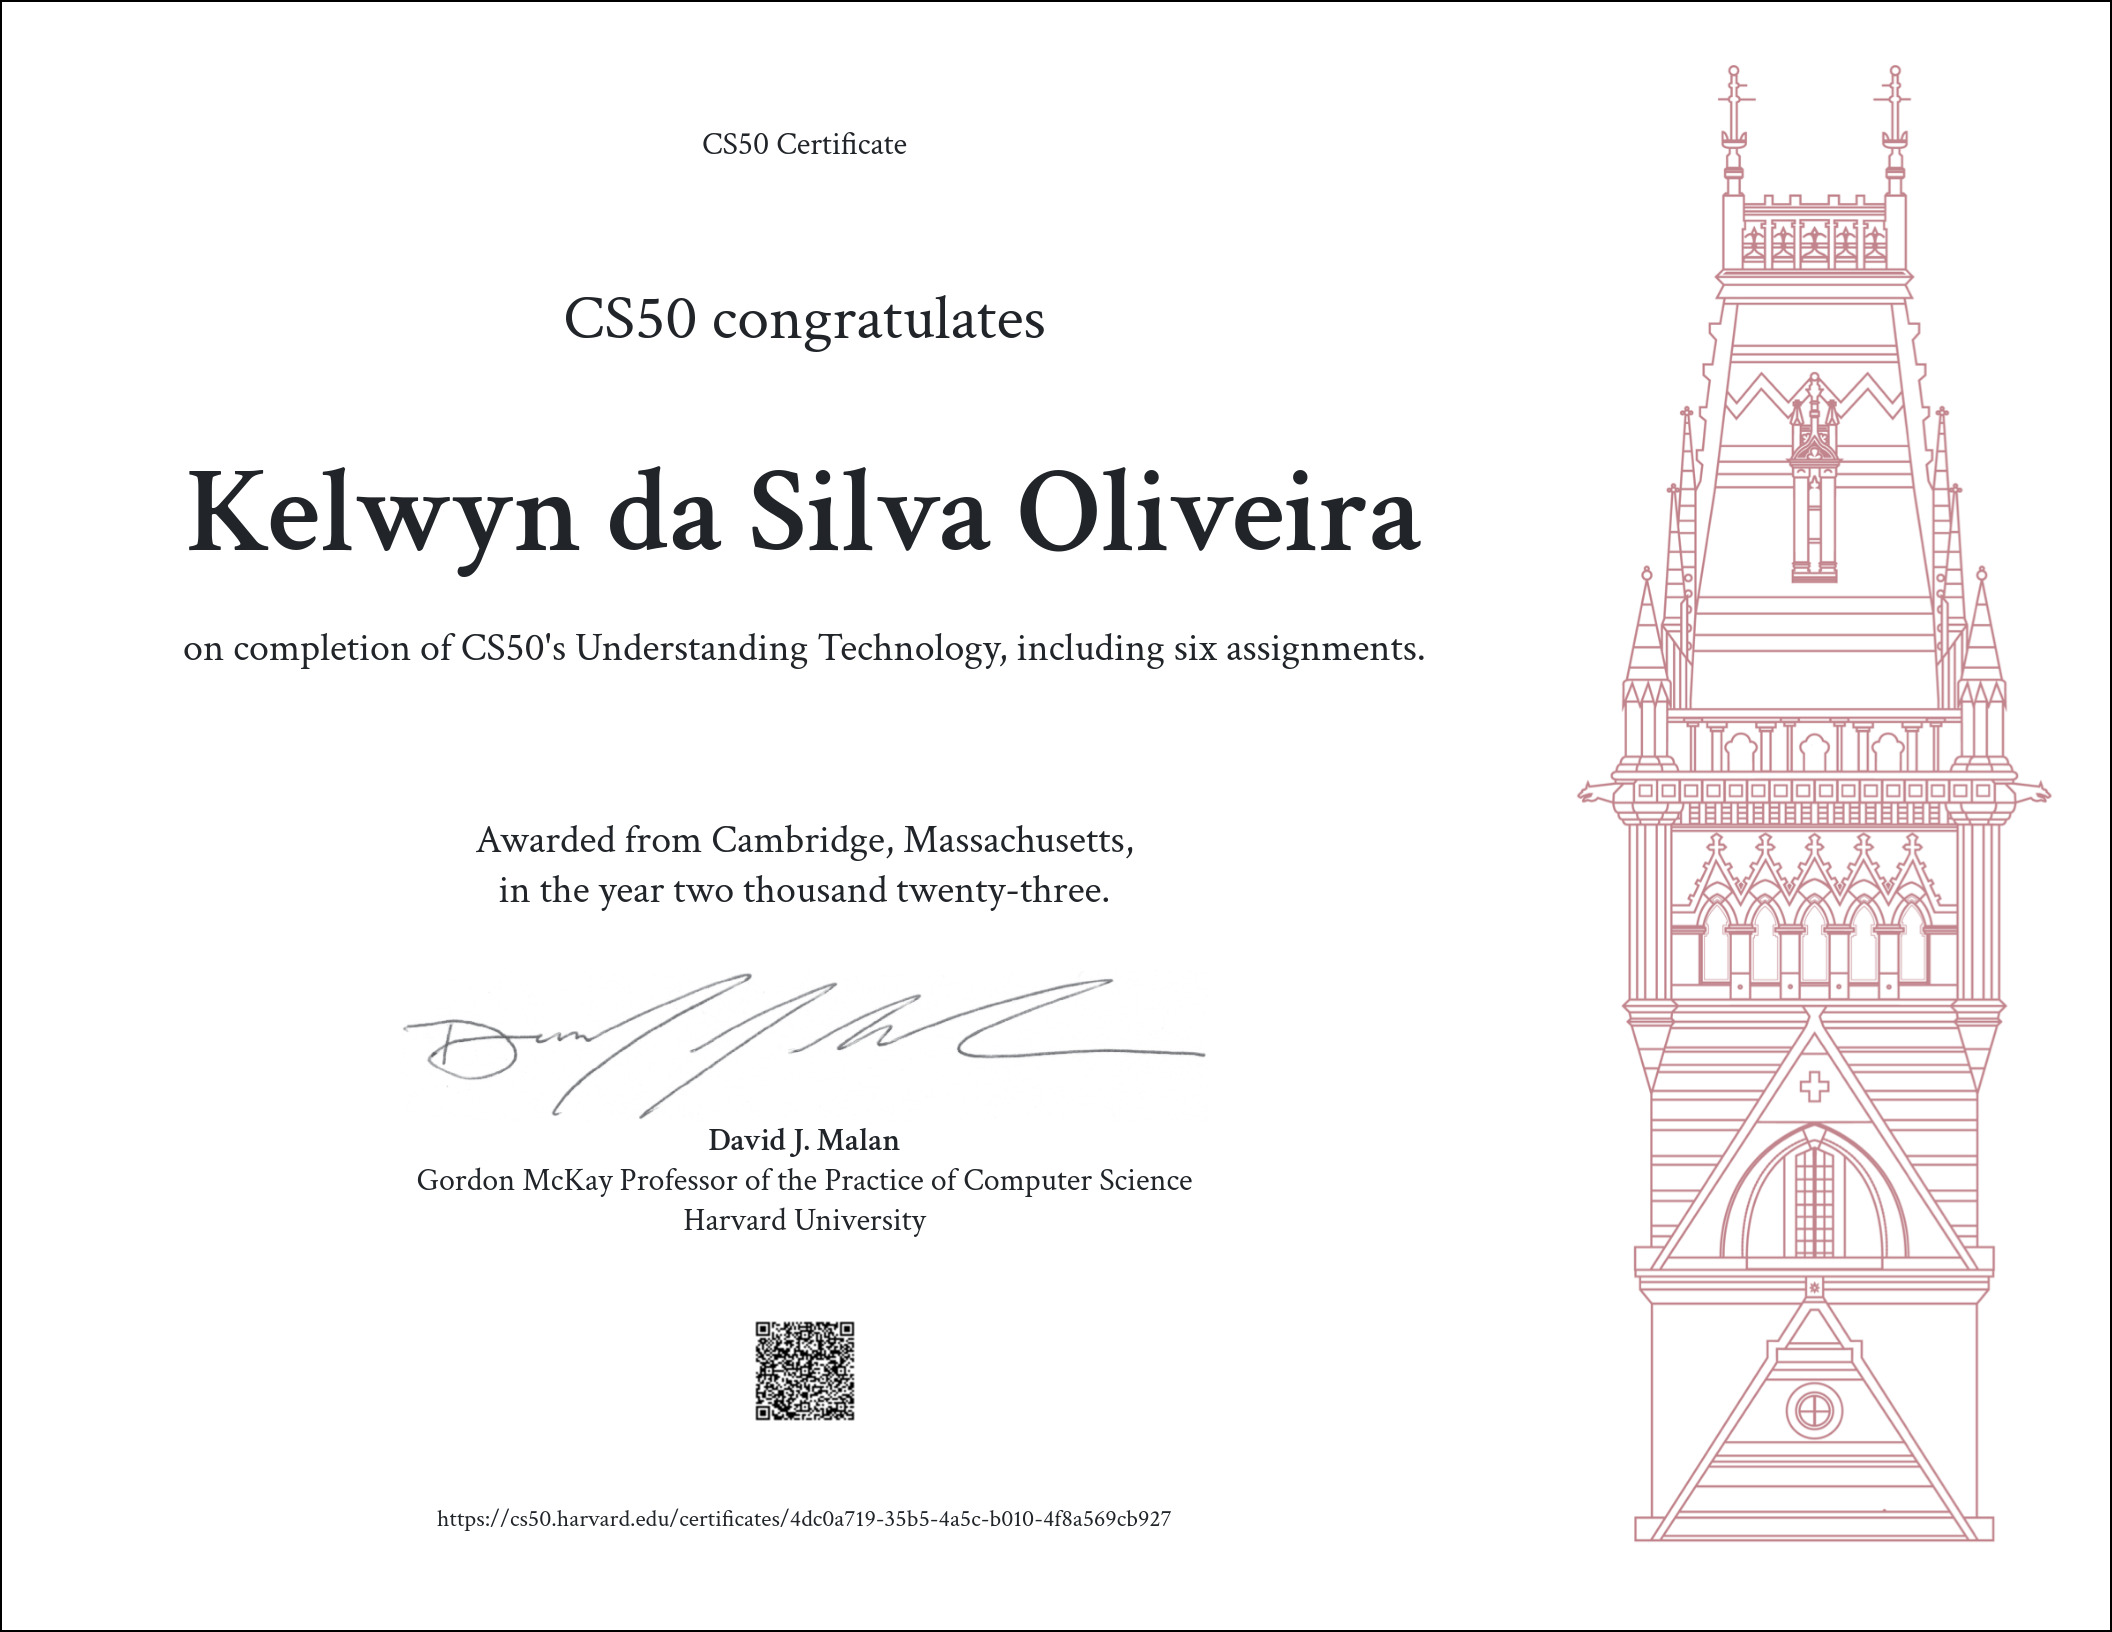 CS50 Certificate
CS50 congratulates
Kelwyn da Silva Oliveira
on completion of CS50's Understanding Technology, including six assignments.
Awarded from Cambridge, Massachusetts,
in the year two thousand twenty-three.
David J. Malan
Gordon McKay Professor of the Practice of Computer Science
Harvard University
https://cs50.harvard.edu/certificates/4dc0a719-35b5-4a5c-b010-4f8a569cb927